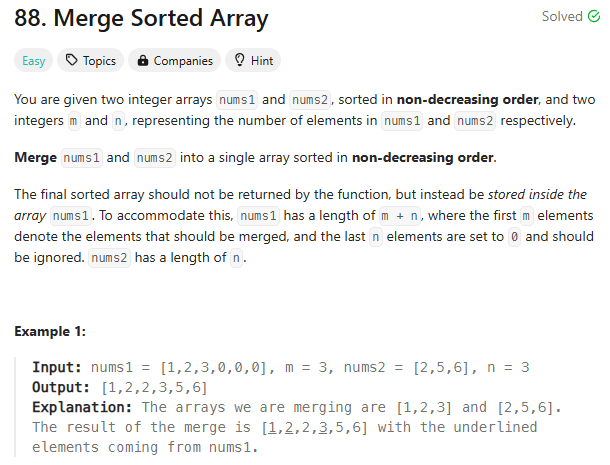 88. Merge Sorted Array
Solved
Easy
Topics
Companies
Hint
You are given two integer arrays nums1 and nums2, sorted in non-decreasing order, and two
integers m and n, representing the number of elements in nums1 and nums2 respectively.
Merge nums1 and nums2 into a single array sorted in non-decreasing order.
The final sorted array should not be returned by the function, but instead be stored inside the
array nums1. To accommodate this, nums1 has a length of m + n, where the first m elements
denote the elements that should be merged, and the last n elements are set to 0 and should
be ignored. nums2 has a length of n.
Example 1:
Input: nums1 = [1,2,3,0,0,0], m = 3, nums2 = [2,5,6], n = 3
Output: [1,2,2,3,5,6]
Explanation: The arrays we are merging are [1,2,3] and [2,5,6].
The result of the merge is [1,2,2,3,5,6] with the underlined
elements coming from nums1.